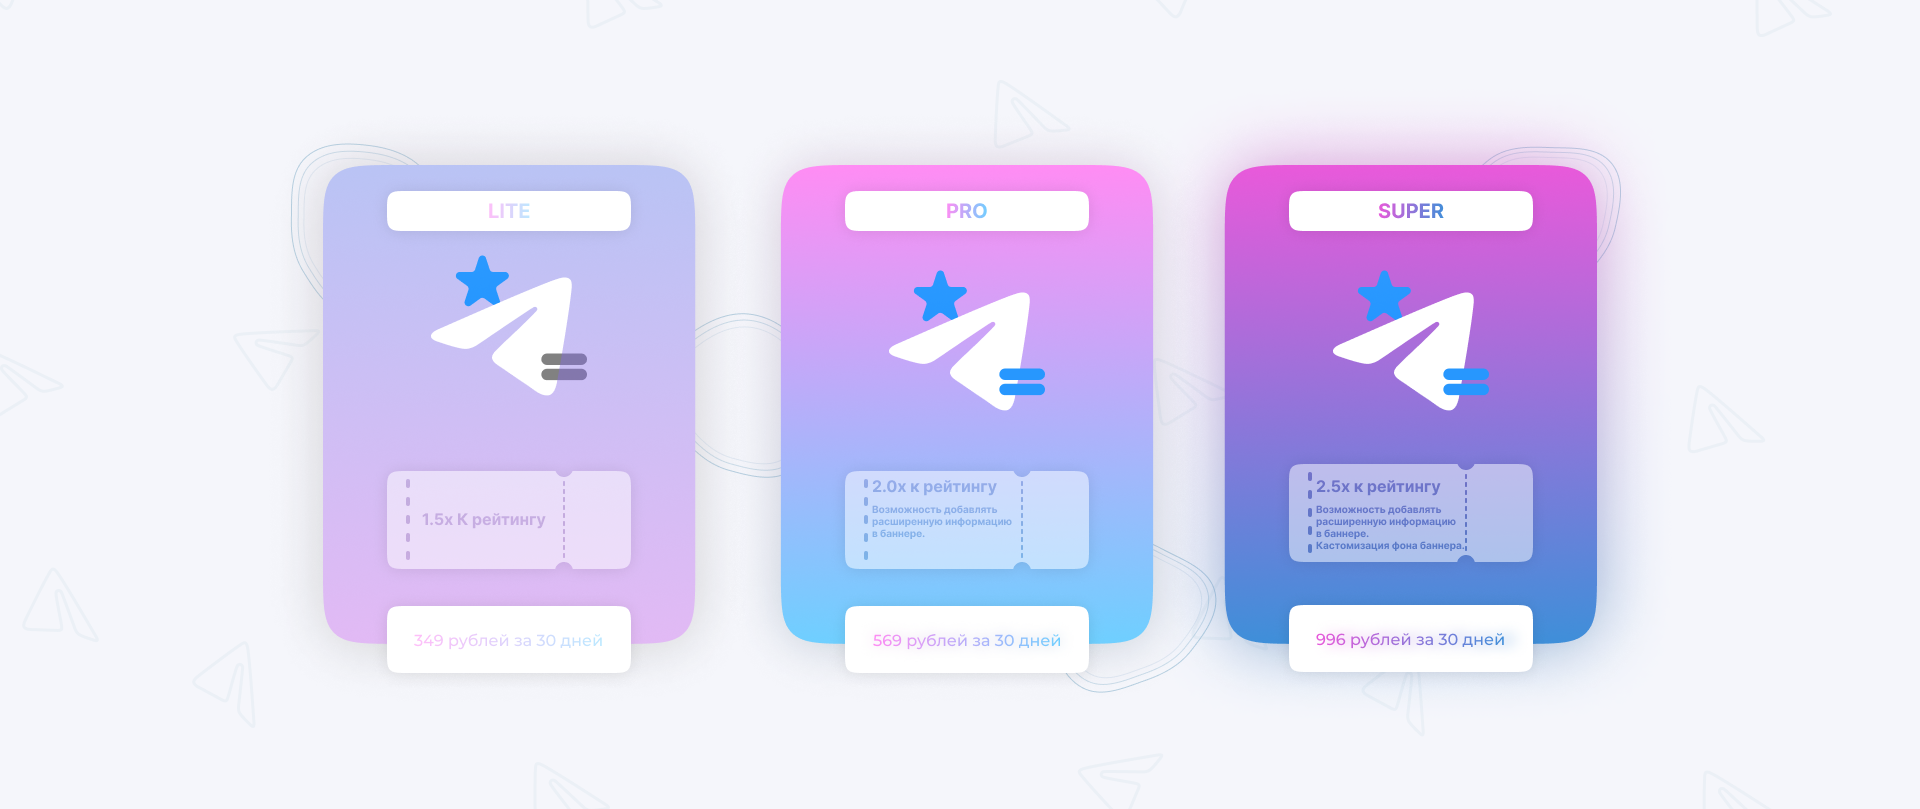 LITE
1.5x К рейтингу
349 рублей за 30 дней
PRO
2.0x к рейтингу
Возможность добавлять
расширенную информацию
в баннере.
569 рублей за 30 дней
SUPER
2.5x к рейтингу
Возможность добавлять
расширенную информацию
в баннере.
Кастомизация фона баннера.
996 рублей за 30 дней